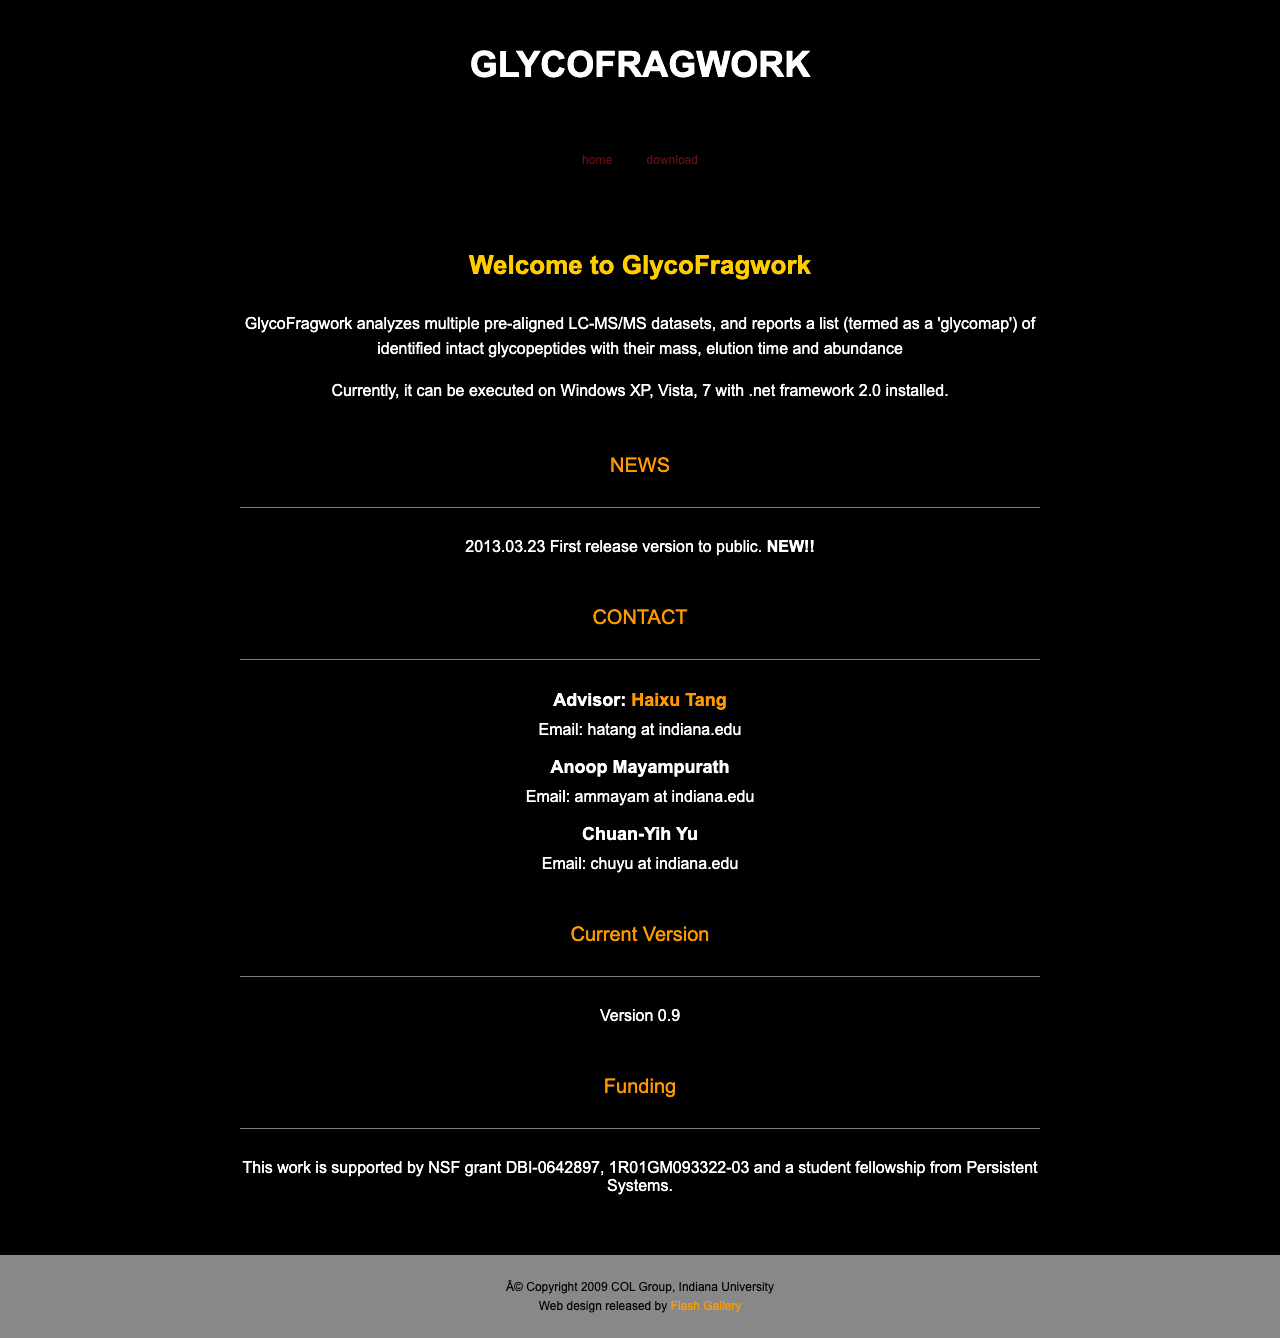 GLYCOFRAGWORK
home download
Welcome to GlycoFragwork
GlycoFragwork analyzes multiple pre-aligned LC-MS/MS datasets, and reports a list (termed as a 'glycomap') of
identified intact glycopeptides with their mass, elution time and abundance
Currently, it can be executed on Windows XP, Vista, 7 with .net framework 2.0 installed.
NEWS
2013.03.23 First release version to public. NEW!!
CONTACT
Advisor: Haixu Tang
Email: hatang at indiana.edu
Anoop Mayampurath
Email: ammayam at indiana.edu
Chuan-Yih Yu
Email: chuyu at indiana.edu
Current Version
Version 0.9
Funding
This work is supported by NSF grant DBI-0642897, 1R01GM093322-03 and a student fellowship from Persistent
Systems.
Â© Copyright 2009 COL Group, Indiana University
Web design released by Flash Gallery